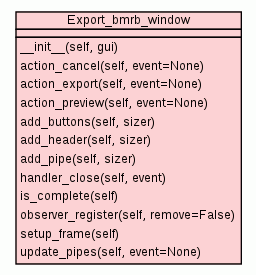 Export_bmrb_window
__init__(self, gui)
action_cancel(self, event=None)
action_export(self, event=None)
action_preview(self, event=None)
add_buttons(self, sizer)
add_header(self, sizer)
add_pipe(self, sizer)
handler_close(self, event)
is_complete(self)
observer_register(self, remove=False)
setup_frame(self)
update_pipes(self, event=None)